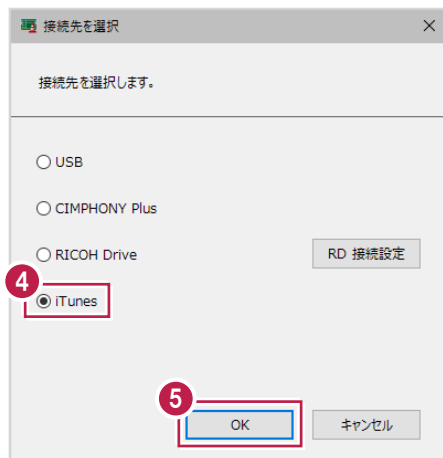 接続先を選択
接続先を選択します。
USB
CIMPHONY Plus
RICOH Drive
RD 接続設定
4
iTunes
5
OK
キャンセル